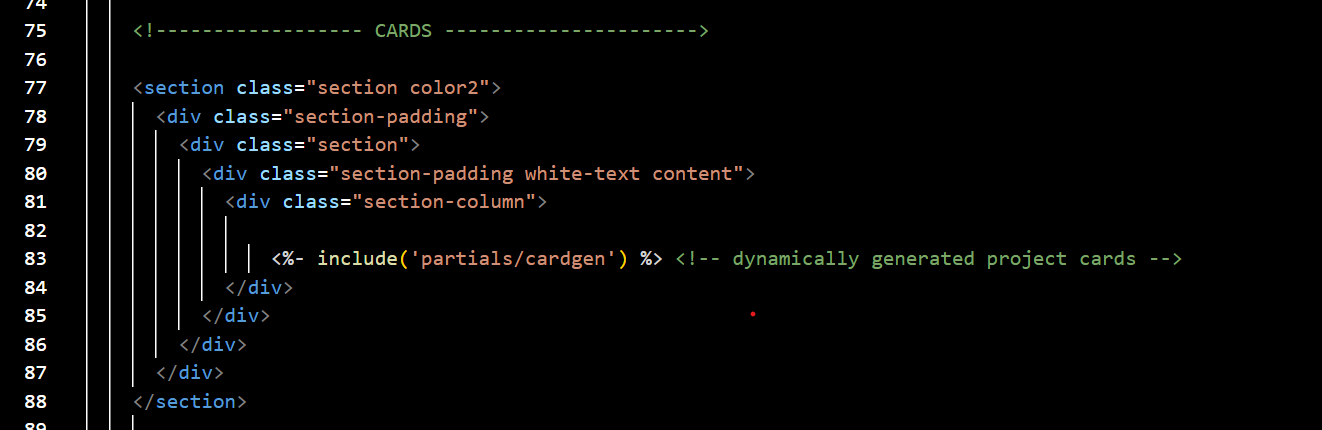 74
75 <!------------------ CARDS ---------------------->
76
77 <section class="section color2">
78 <div class="section-padding">
79 <div class="section">
80 <div class="section-padding white-text content">
81 <div class="section-column">
82
83 <%- include('partials/cardgen') %> <!-- dynamically generated project cards -->
84 </div>
85 </div>
86 </div>
87 </div>
88 </section>
89